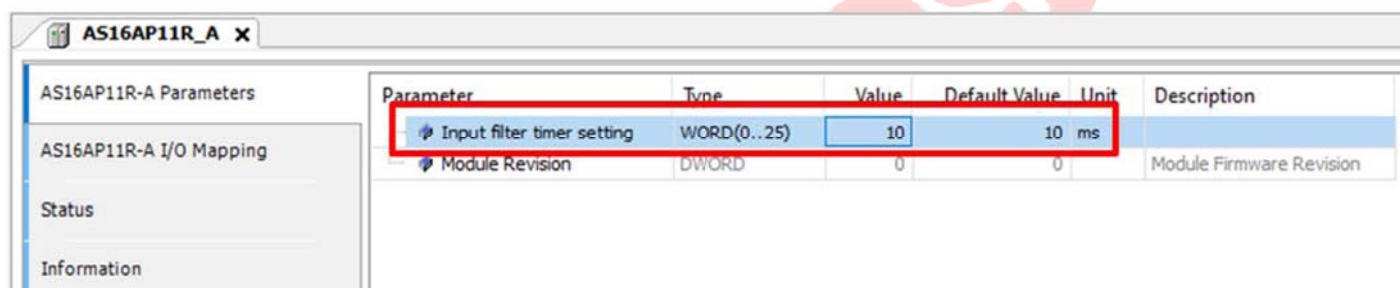 AS16AP11R_A X
AS16AP11R-A Parameters
AS16AP11R-A I/O Mapping
Status
Information
Parameter Type Value Default Value Unit Description
Input filter timer setting WORD(0..25) 10 10 ms
Module Revision DWORD 0 0 Module Firmware Revision